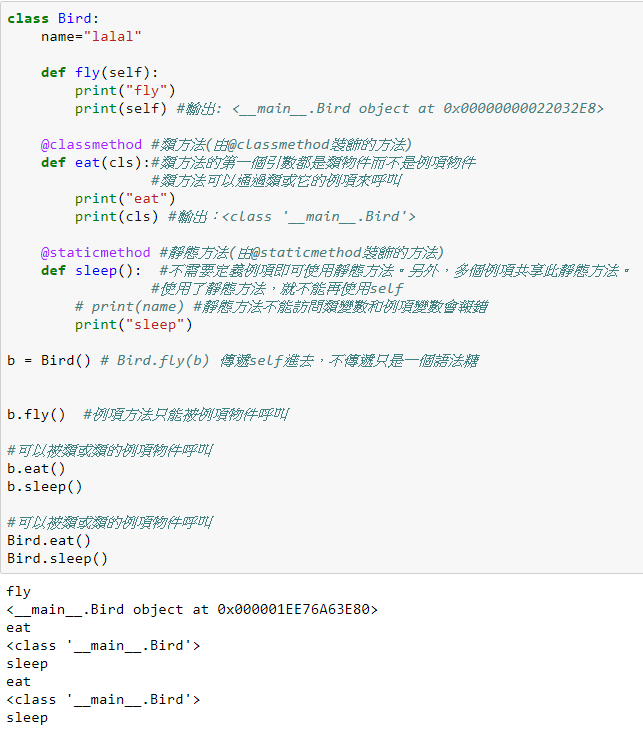 class Bird:
    name="lalal"

    def fly(self):
        print("fly")
        print(self) #輸出: <__main__.Bird object at 0x00000000022032E8>

    @classmethod #類方法(由@classmethod裝飾的方法)
    def eat(cls):#類方法的第一個引數都是類物件而不是例項物件
                 #類方法可以通過類或它的例項來呼叫
        print("eat")
        print(cls) #輸出：<class '__main__.Bird'>

    @staticmethod #靜態方法(由@staticmethod裝飾的方法)
    def sleep():  #不需要定義例項即可使用靜態方法。另外，多個例項共享此靜態方法。
                 #使用了靜態方法，就不能再使用self
        # print(name) #靜態方法不能訪問類變數和例項變數會報錯
        print("sleep")

b = Bird() # Bird.fly(b) 傳遞self進去，不傳遞只是一個語法糖


b.fly()  #例項方法只能被例項物件呼叫

#可以被類或類的例項物件呼叫
b.eat()
b.sleep()

#可以被類或類的例項物件呼叫
Bird.eat()
Bird.sleep()

fly
<__main__.Bird object at 0x000001EE76A63E80>
eat
<class '__main__.Bird'>
sleep
eat
<class '__main__.Bird'>
sleep